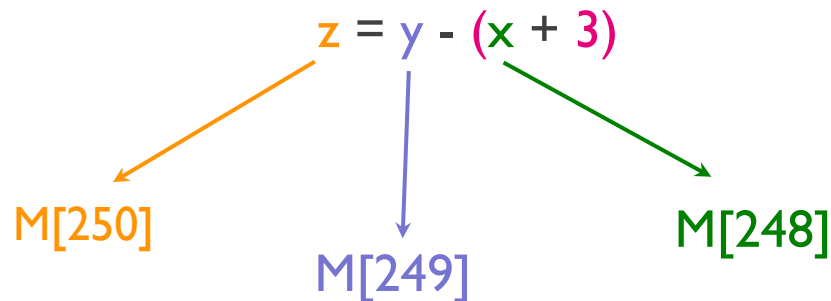 z = y - (x + 3)
M[250]
M[249]
M[248]